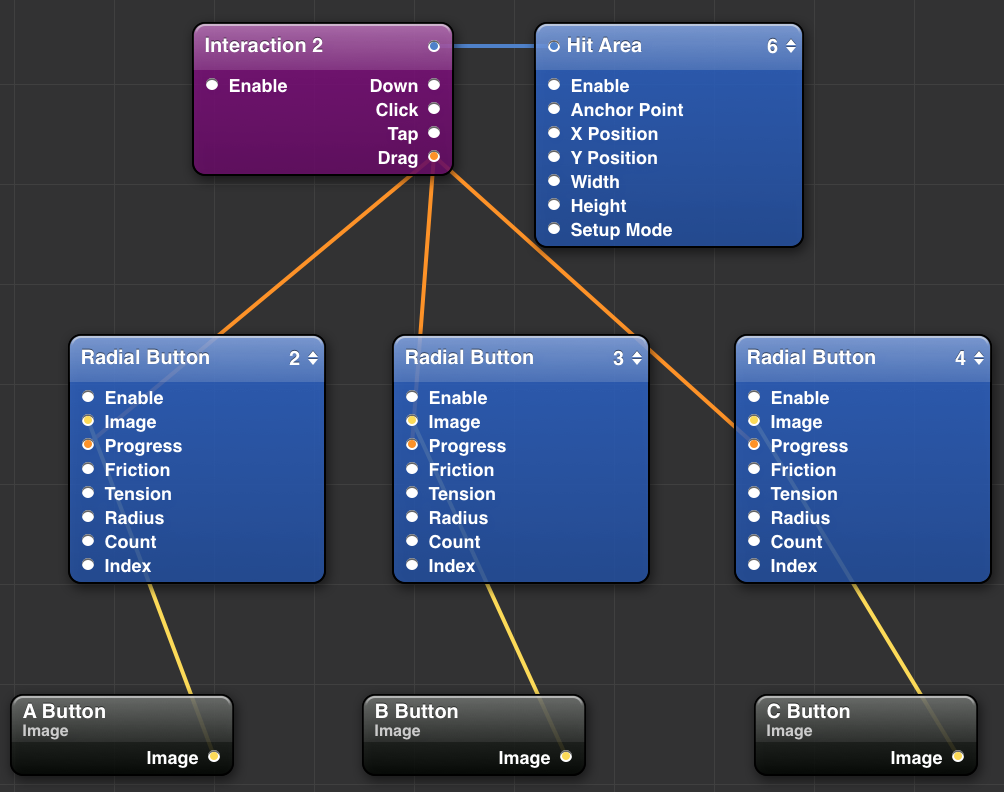 Interaction 2
Enable
Down
Click
Tap
Drag
Hit Area 6
Enable
Anchor Point
X Position
Y Position
Width
Height
Setup Mode
Radial Button 2
Enable
Image
Progress
Friction
Tension
Radius
Count
Index
Radial Button 3
Enable
Image
Progress
Friction
Tension
Radius
Count
Index
Radial Button 4
Enable
Image
Progress
Friction
Tension
Radius
Count
Index
A Button
Image
Image
B Button
Image
Image
C Button
Image
Image